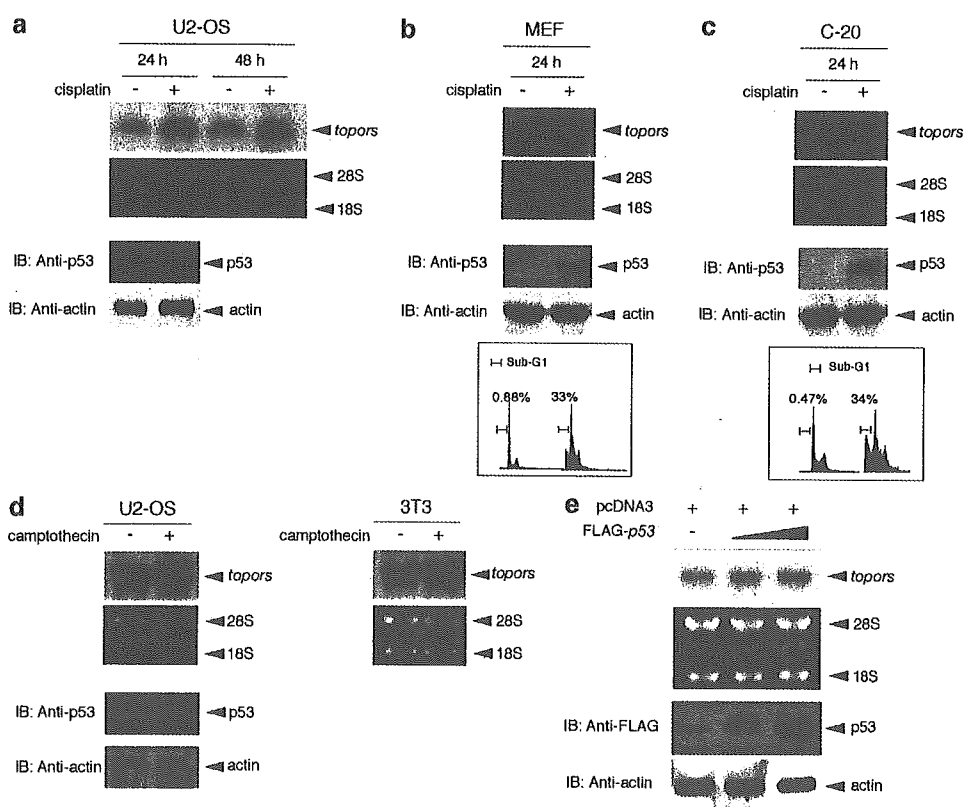 a
U2-OS
24 h 48 h
cisplatin - + - +
topors
28S
18S
IB: Anti-p53 p53
IB: Anti-actin actin
b
MEF
24 h
cisplatin - +
topors
28S
18S
IB: Anti-p53 p53
IB: Anti-actin actin
Sub-G1
0.88% 33%
c
C-20
24 h
cisplatin - +
topors
28S
18S
IB: Anti-p53 p53
IB: Anti-actin actin
Sub-G1
0.47% 34%
d
U2-OS
camptothecin - +
topors
28S
18S
IB: Anti-p53 p53
IB: Anti-actin actin
3T3
camptothecin - +
topors
28S
18S
e
pcDNA3 + + +
FLAG-p53 -
topors
28S
18S
IB: Anti-FLAG p53
IB: Anti-actin actin